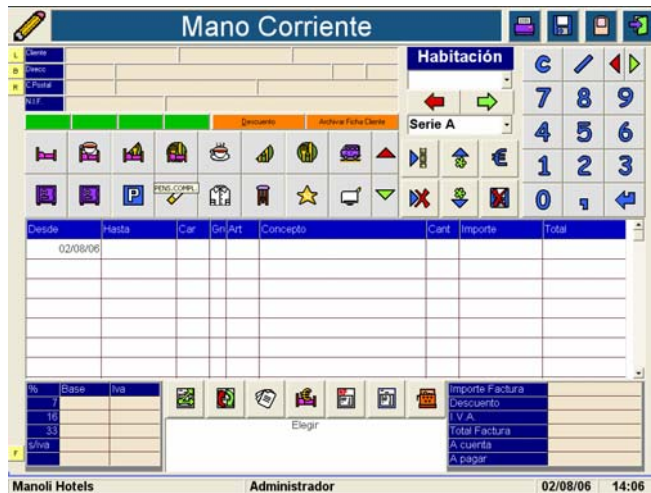 Mano Corriente
L
Cliente
B
Direcc
R
C.Postal
N.I.F.
Descuento
Archivar Ficha Cliente
Habitación
Serie A
C
7 8 9
4 5 6
1 2 3
0 ,
P
PENS.COMPL.
€
Desde Hasta Car Gn Art Concepto Cant Importe Total
02/08/06
% Base Iva
7
16
33
s/iva
Elegir
Importe Factura
Descuento
I.V.A.
Total Factura
A cuenta
A pagar
F
Manoli Hotels Administrador 02/08/06 14:06